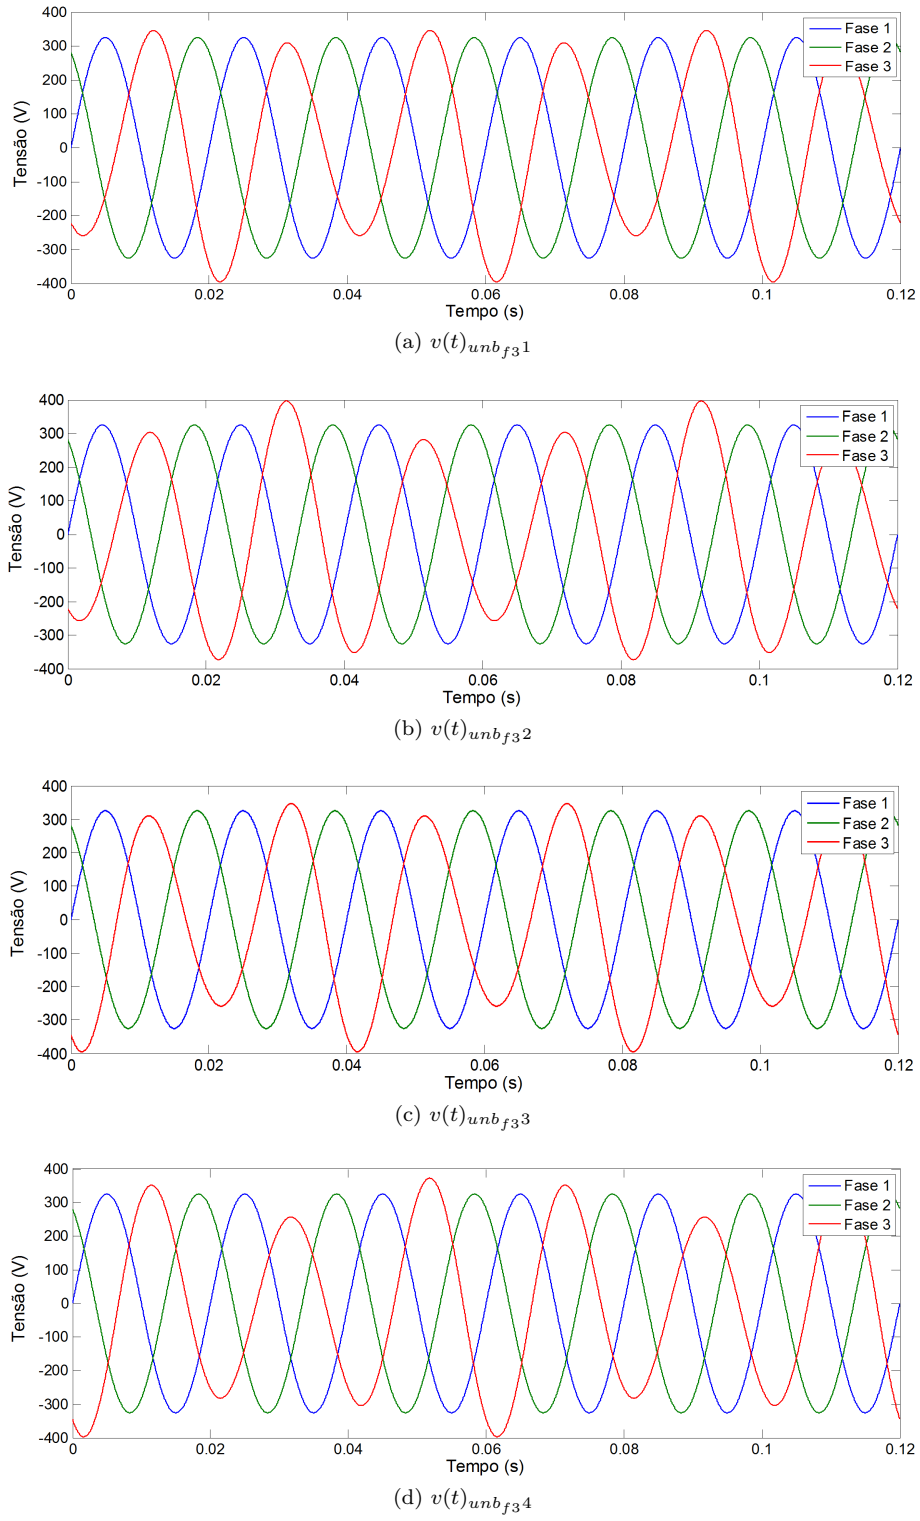 400
300
200
100
0
-100
-200
-300
-400
Tensão (V)
Fase 1
Fase 2
Fase 3
0 0.02 0.04 0.06 0.08 0.1 0.12
Tempo (s)
(a) v(t)unbf31
400
300
200
100
0
-100
-200
-300
-400
Tensão (V)
Fase 1
Fase 2
Fase 3
0 0.02 0.04 0.06 0.08 0.1 0.12
Tempo (s)
(b) v(t)unbf32
400
300
200
100
0
-100
-200
-300
-400
Tensão (V)
Fase 1
Fase 2
Fase 3
0 0.02 0.04 0.06 0.08 0.1 0.12
Tempo (s)
(c) v(t)unbf33
400
300
200
100
0
-100
-200
-300
-400
Tensão (V)
Fase 1
Fase 2
Fase 3
0 0.02 0.04 0.06 0.08 0.1 0.12
Tempo (s)
(d) v(t)unbf34